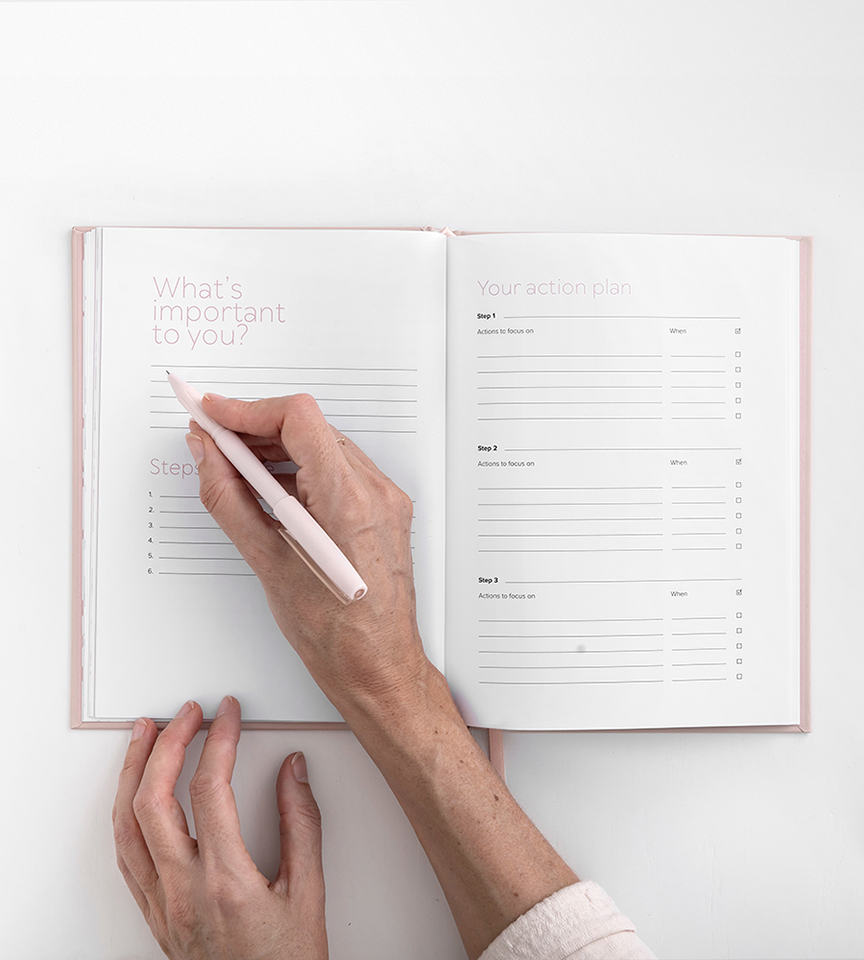 What's
important
to you?
Steps
1.
2.
3.
4.
5.
6.
Your action plan
Step 1
Actions to focus on When
Step 2
Actions to focus on When
Step 3
Actions to focus on When